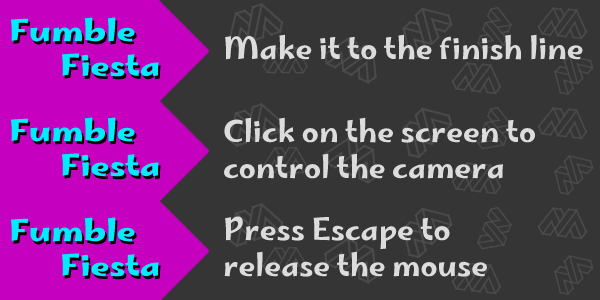 Fumble
Fiesta
Make it to the finish line
Fumble
Fiesta
Click on the screen to
control the camera
Fumble
Fiesta
Press Escape to
release the mouse